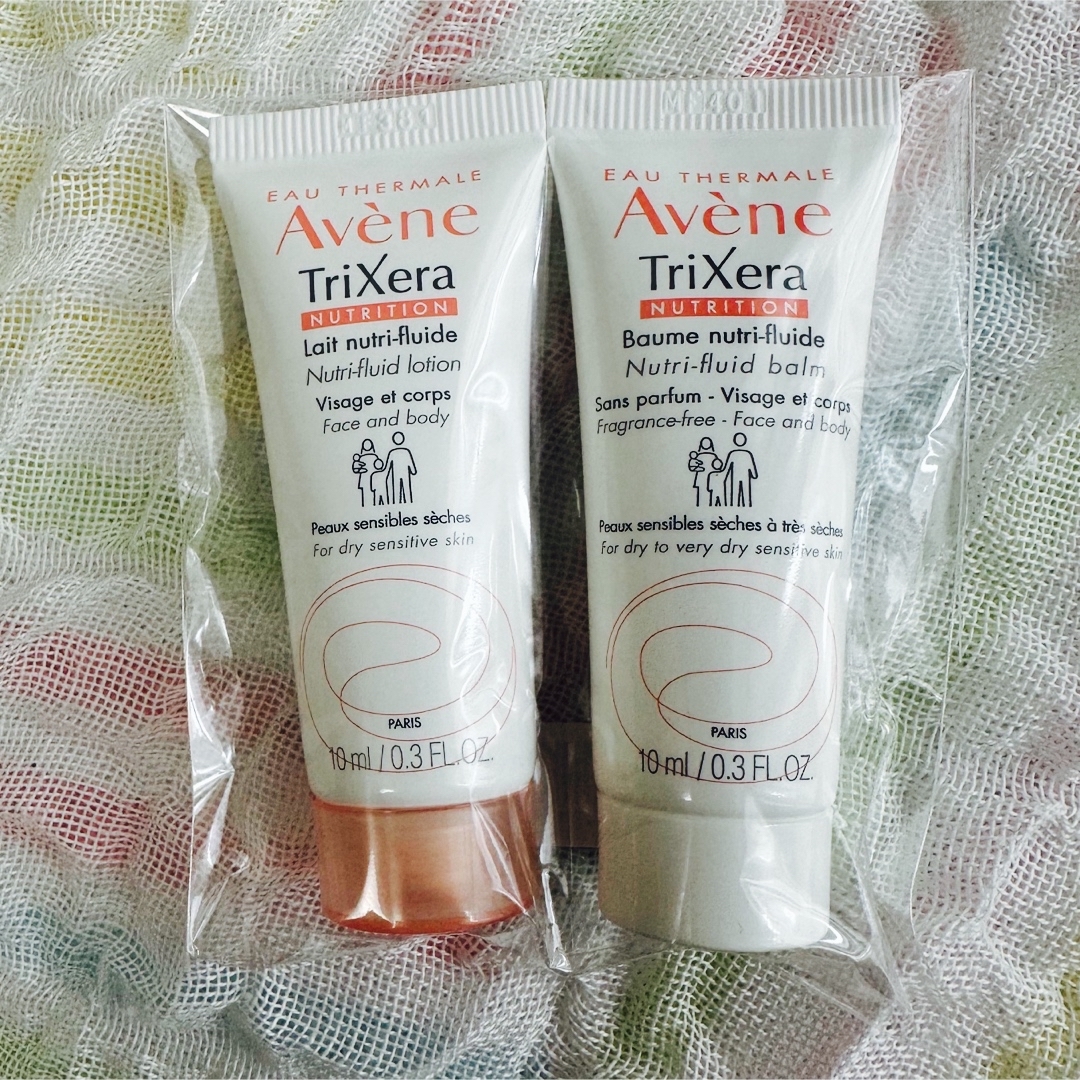 EAU THERMALE
Avène
TriXera
NUTRITION
Lait nutri-fluide
Nutri-fluid lotion
Visage et corps
Face and body
Peaux sensibles sèches
For dry sensitive skin
PARIS
10 ml / 0.3 FL.OZ.
EAU THERMALE
Avène
TriXera
NUTRITION
Baume nutri-fluide
Nutri-fluid balm
Sans parfum - Visage et corps
Fragrance-free - Face and body
Peaux sensibles sèches à très sèches
For dry to very dry sensitive skin
PARIS
10 ml / 0.3 FL.OZ.